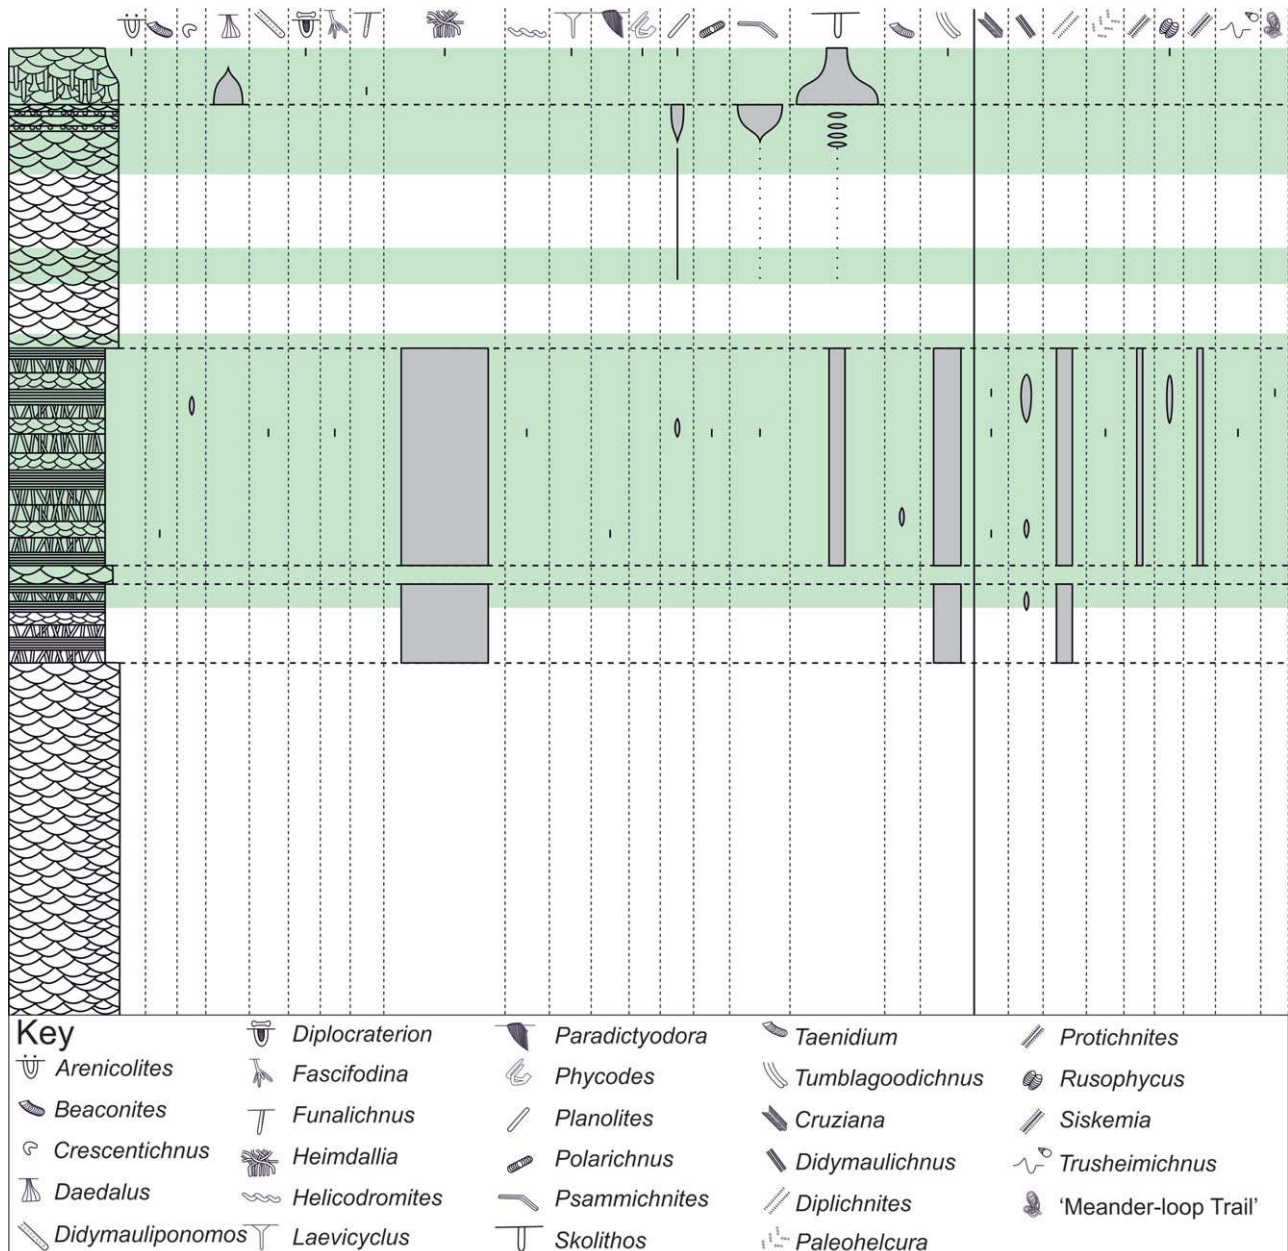 Key
Arenicolites
Beaconites
Crescentichnus
Daedalus
Didymauliponomos
Diplocraterion
Fascifodina
Funalichnus
Heimdallia
Helicodromites
Laevicyclus
Paradictyodora
Phycodes
Planolites
Polarichnus
Psammichnites
Skolithos
Taenidium
Tumblagoodichnus
Cruziana
Didymaulichnus
Diplichnites
Paleohelcura
Protichnites
Rusophycus
Siskemia
Trusheimichnus
‘Meander-loop Trail’